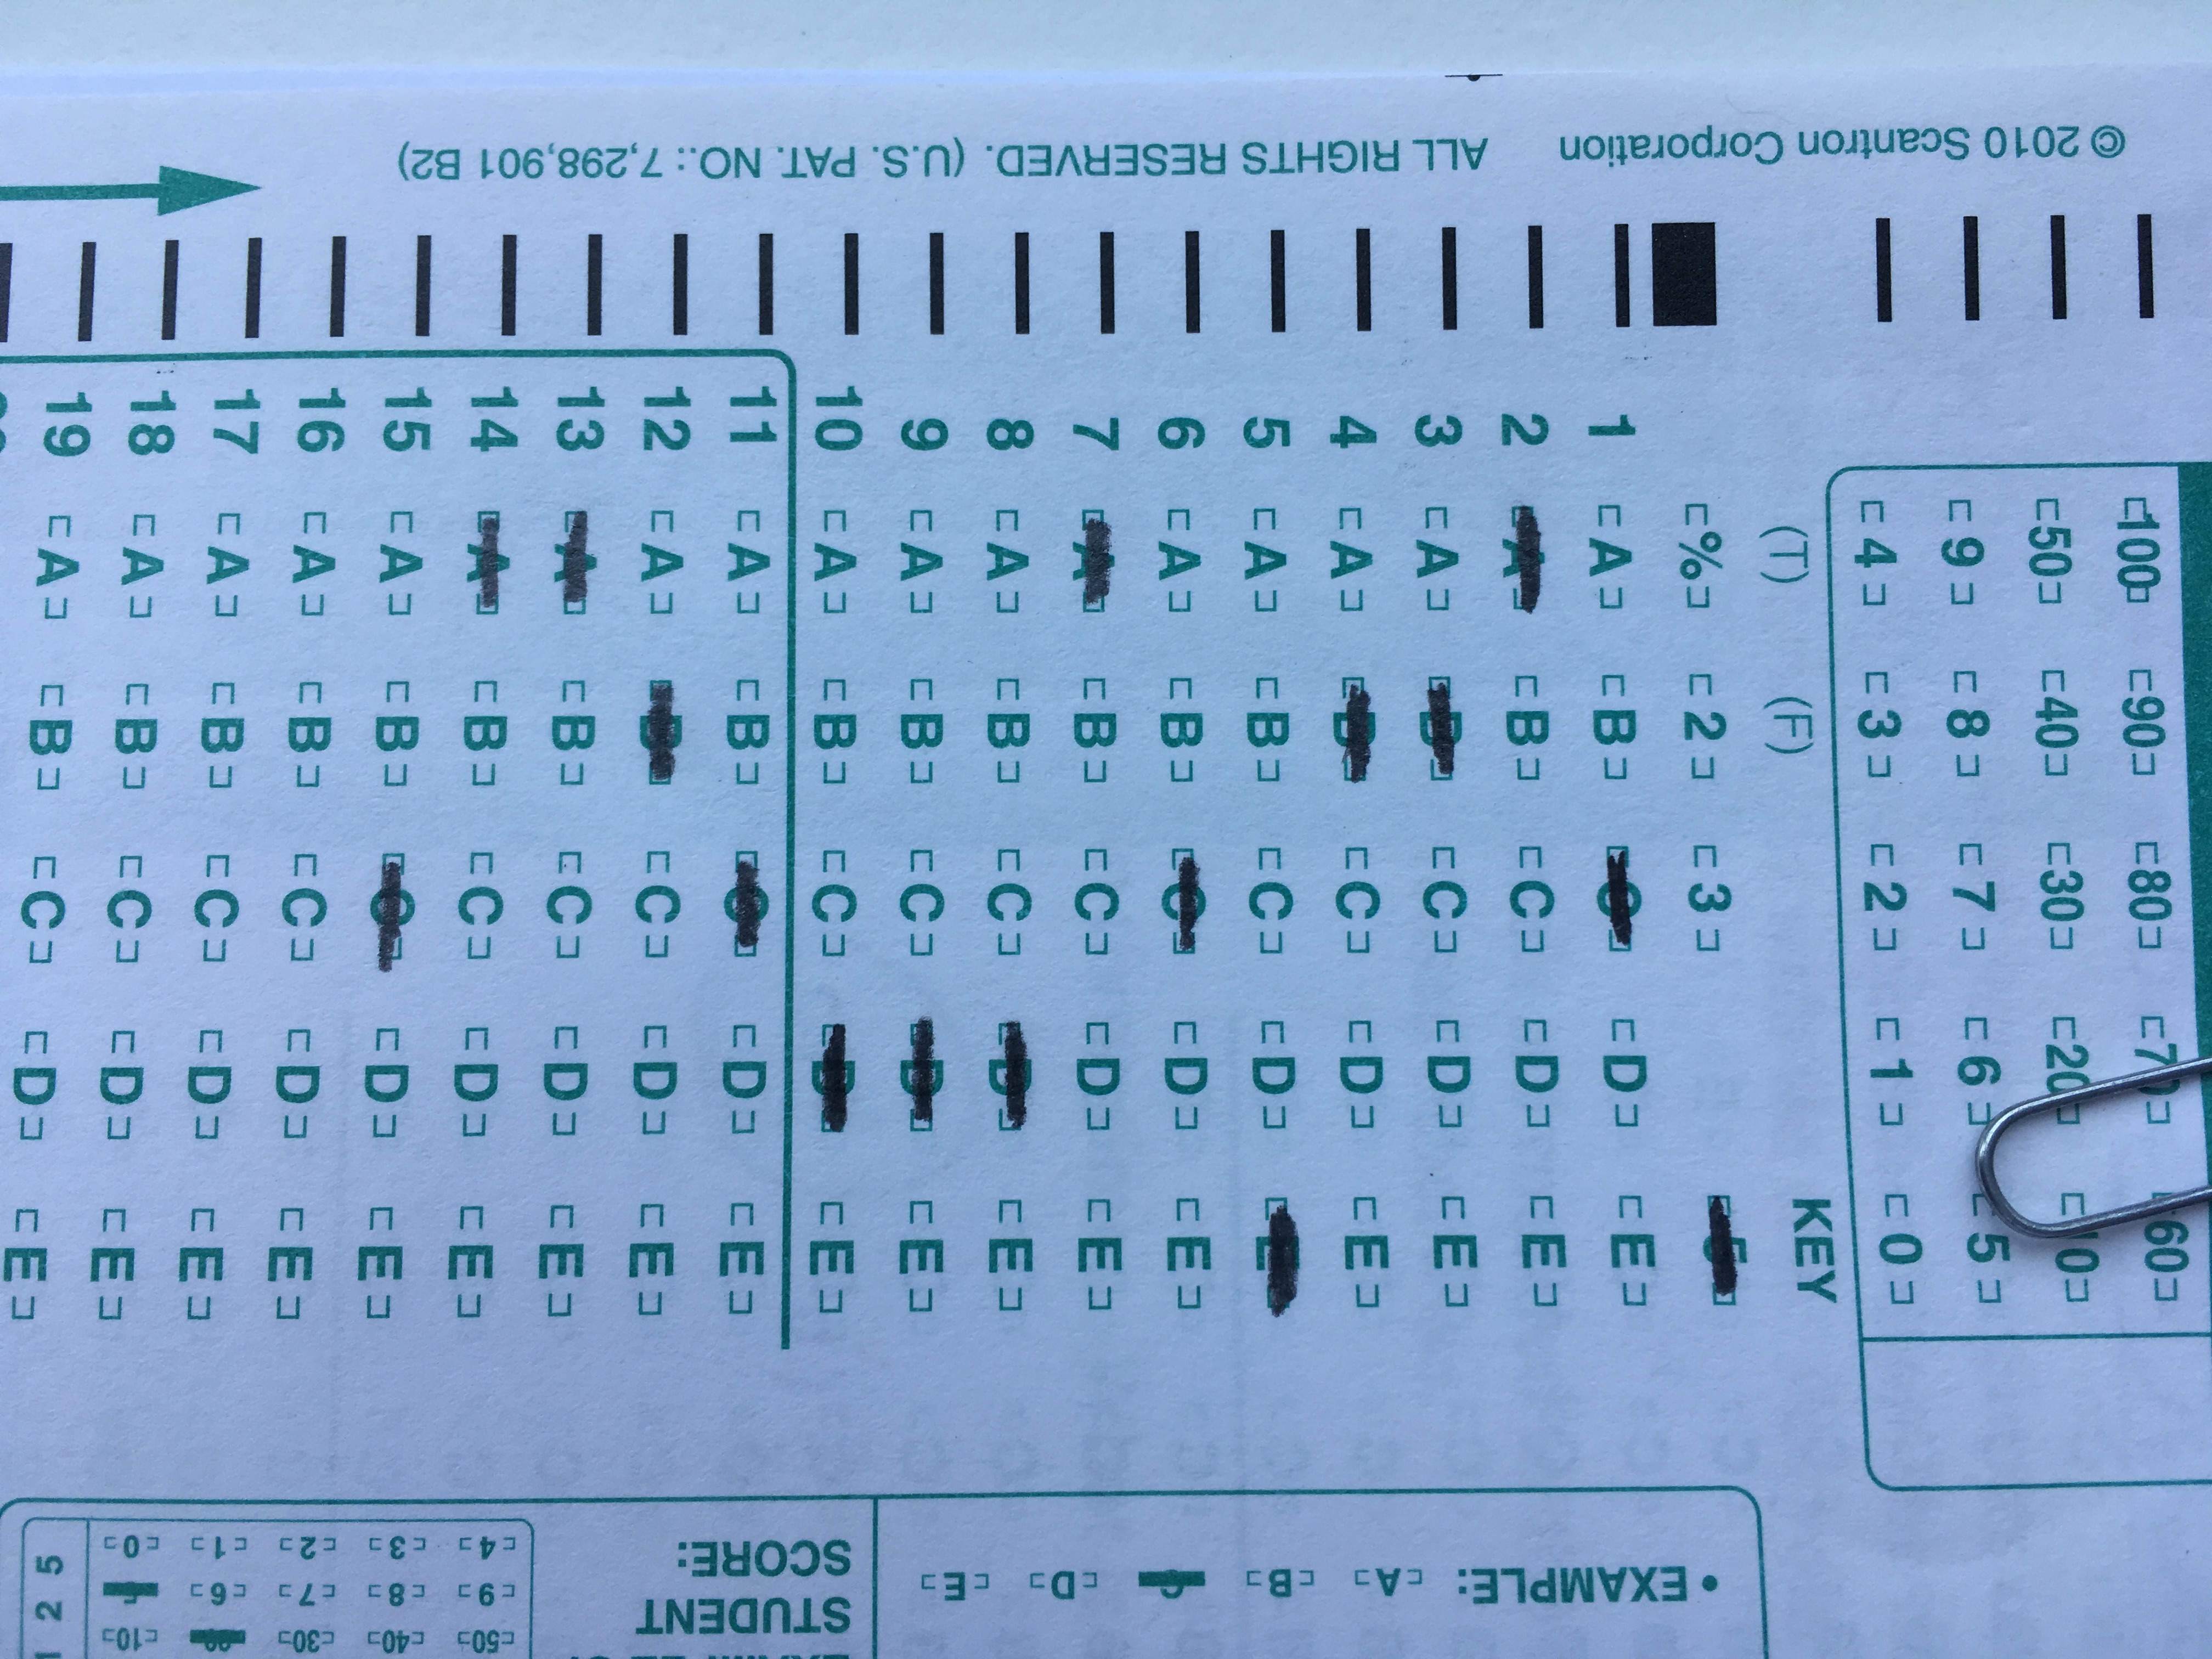 100 90 80 70 60
50 40 30 20 10
9 8 7 6 5
4 3 2 1 0
(T) (F) KEY
% 2 3
1 A B D E
2 B C D E
3 A C D E
4 A C D E
5 A B C D
6 A B D E
7 B C D E
8 A B C E
9 A B C E
10 A B C E
11 A B D E
12 A C D E
13 B C D E
14 B C D E
15 A B D E
16 A B C D E
17 A B C D E
18 A B C D E
19 A B C D E
© 2010 Scantron Corporation ALL RIGHTS RESERVED. (U.S. PAT. NO.: 7,298,901 B2)
• EXAMPLE: A B D E
STUDENT
SCORE:
50 40 30 10
9 8 7 6
4 3 2 1 0
1 2 5